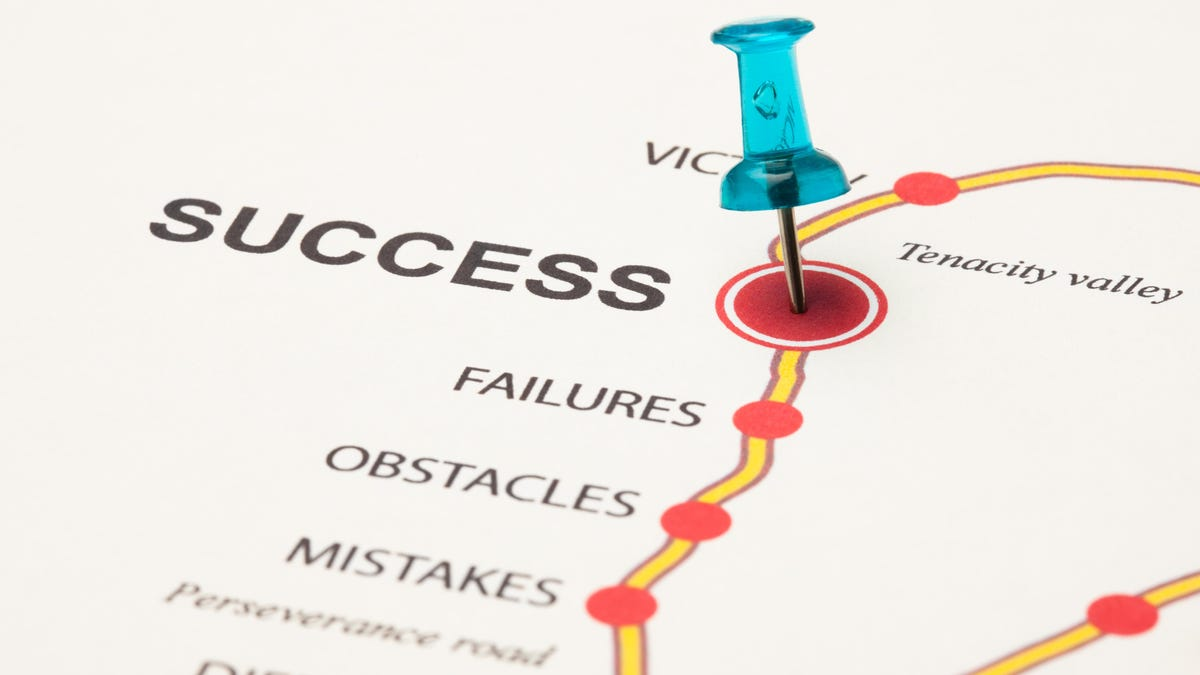 SUCCESS
Tenacity valley
FAILURES
OBSTACLES
MISTAKES
Perseverance road